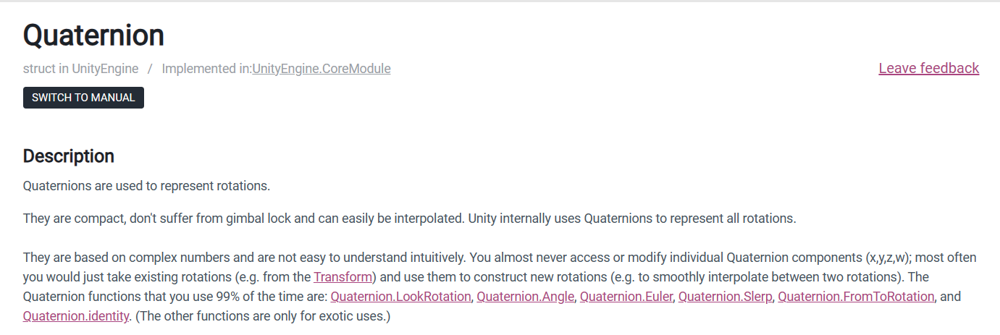 Quaternion
struct in UnityEngine / Implemented in:UnityEngine.CoreModule
Leave feedback
SWITCH TO MANUAL
Description
Quaternions are used to represent rotations.
They are compact, don't suffer from gimbal lock and can easily be interpolated. Unity internally uses Quaternions to represent all rotations.
They are based on complex numbers and are not easy to understand intuitively. You almost never access or modify individual Quaternion components (x,y,z,w); most often
you would just take existing rotations (e.g. from the Transform) and use them to construct new rotations (e.g. to smoothly interpolate between two rotations). The
Quaternion functions that you use 99% of the time are: Quaternion.LookRotation, Quaternion.Angle, Quaternion.Euler, Quaternion.Slerp, Quaternion.FromToRotation, and
Quaternion.identity. (The other functions are only for exotic uses.)